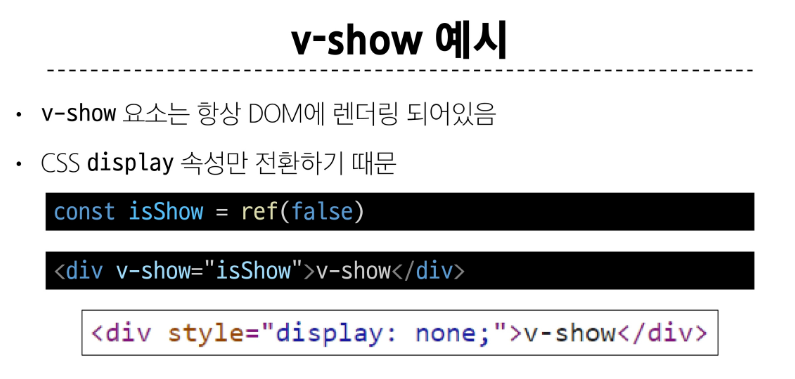 v-show 예시
• v-show 요소는 항상 DOM에 렌더링 되어있음
• CSS display 속성만 전환하기 때문
const isShow = ref(false)
<div v-show="isShow">v-show</div>
<div style="display: none;">v-show</div>